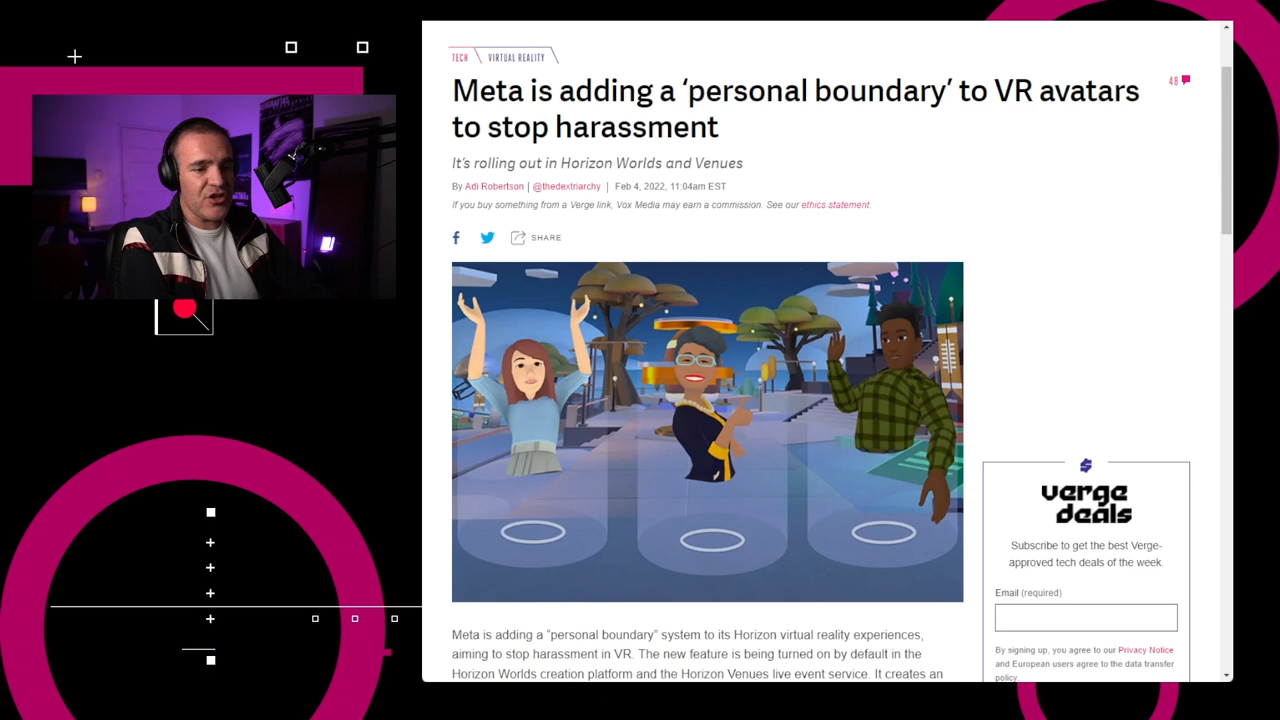 TECH VIRTUAL REALITY
Meta is adding a ‘personal boundary’ to VR avatars
to stop harassment
48
It’s rolling out in Horizon Worlds and Venues
By Adi Robertson | @thedextriarchy | Feb 4, 2022, 11:04am EST
If you buy something from a Verge link, Vox Media may earn a commission. See our ethics statement.
SHARE
Meta is adding a “personal boundary” system to its Horizon virtual reality experiences,
aiming to stop harassment in VR. The new feature is being turned on by default in the
Horizon Worlds creation platform and the Horizon Venues live event service. It creates an
verge
deals
Subscribe to get the best Verge-
approved tech deals of the week.
Email (required)
By signing up, you agree to our Privacy Notice
and European users agree to the data transfer
policy.